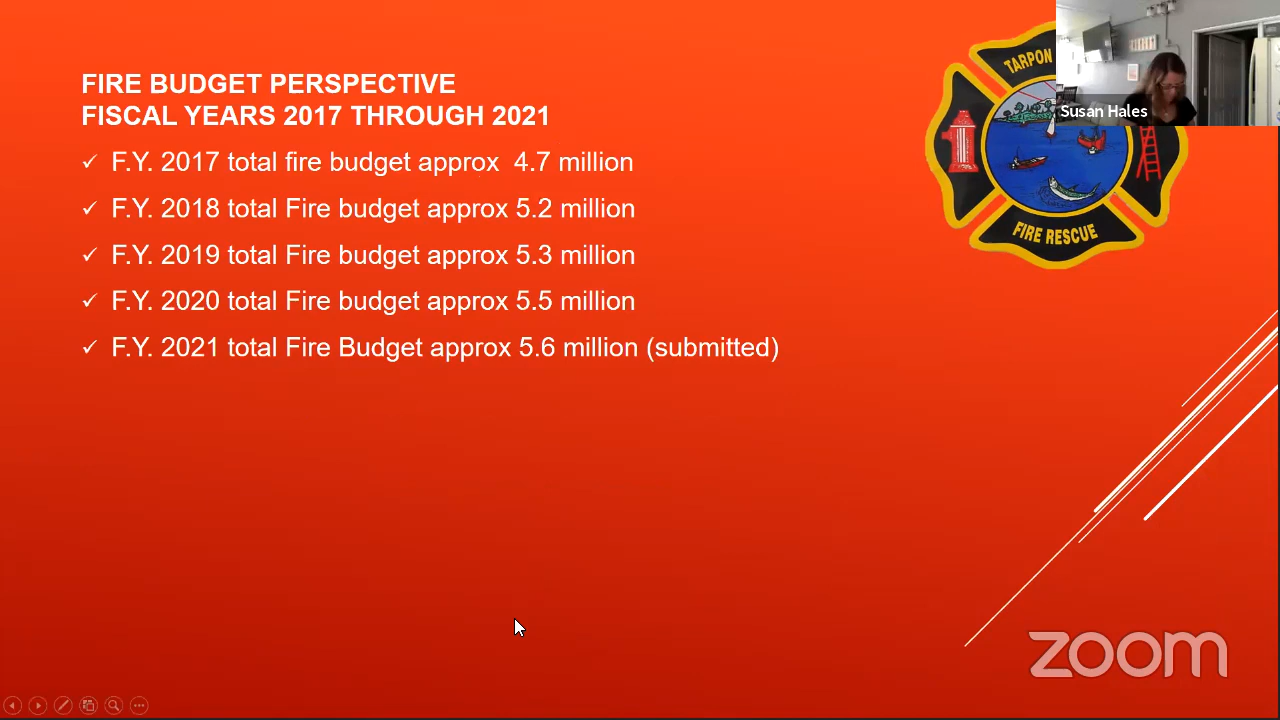 FIRE BUDGET PERSPECTIVE
FISCAL YEARS 2017 THROUGH 2021
F.Y. 2017 total fire budget approx  4.7 million
F.Y. 2018 total Fire budget approx 5.2 million
F.Y. 2019 total Fire budget approx 5.3 million
F.Y. 2020 total Fire budget approx 5.5 million
F.Y. 2021 total Fire Budget approx 5.6 million (submitted)
TARPON
FIRE RESCUE
Susan Hales
zoom